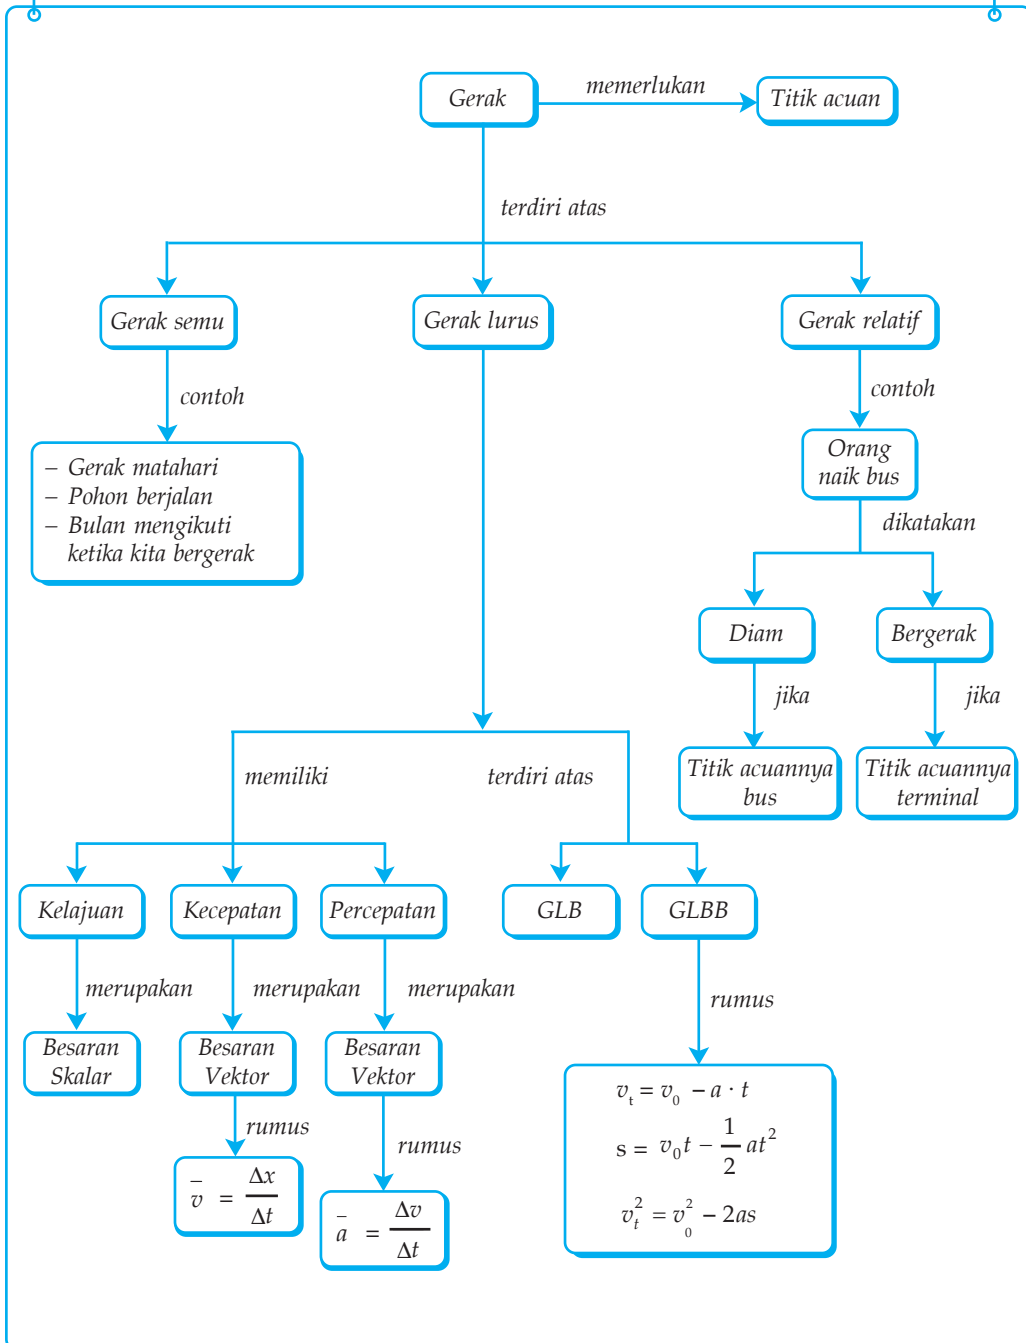 Gerak
memerlukan
Titik acuan
terdiri atas
Gerak semu
Gerak lurus
Gerak relatif
contoh
contoh
– Gerak matahari
– Pohon berjalan
– Bulan mengikuti
ketika kita bergerak
Orang
naik bus
dikatakan
Diam
Bergerak
jika
jika
Titik acuannya
bus
Titik acuannya
terminal
memiliki
terdiri atas
Kelajuan
Kecepatan
Percepatan
GLB
GLBB
merupakan
merupakan
merupakan
rumus
Besaran
Skalar
Besaran
Vektor
Besaran
Vektor
rumus
rumus
v̄ = Δx/Δt
ā = Δv/Δt
vₜ = v₀ − a · t
s = v₀t − 1/2 at²
vₜ² = v₀² − 2as